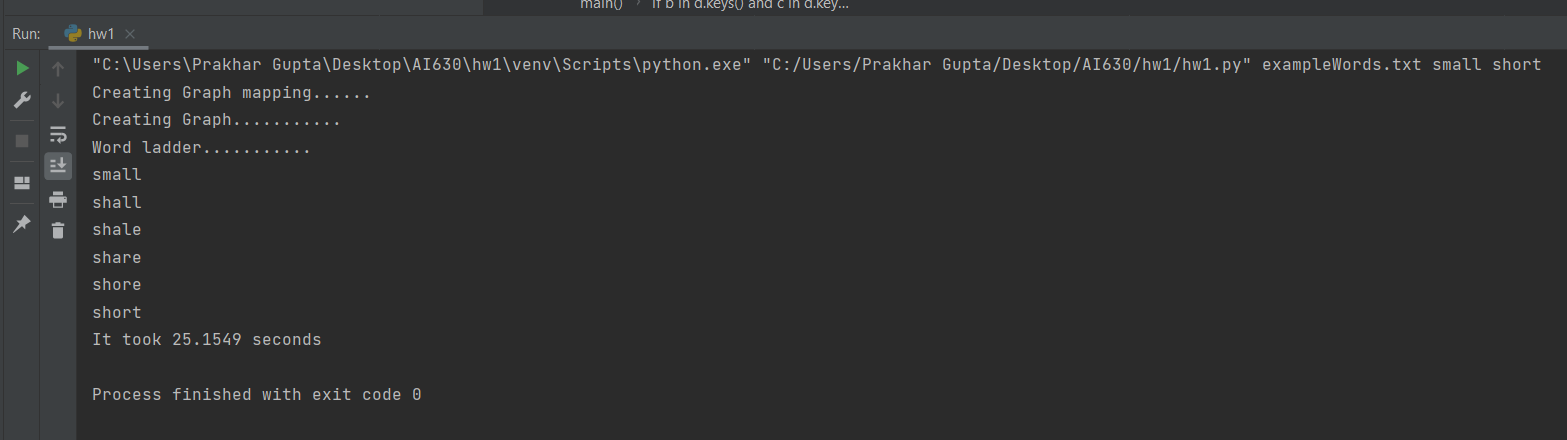 main() › if b in d.keys() and c in d.key...
Run: hw1
"C:\Users\Prakhar Gupta\Desktop\AI630\hw1\venv\Scripts\python.exe" "C:/Users/Prakhar Gupta/Desktop/AI630/hw1/hw1.py" exampleWords.txt small short
Creating Graph mapping......
Creating Graph...........
Word ladder...........
small
shall
shale
share
shore
short
It took 25.1549 seconds
Process finished with exit code 0